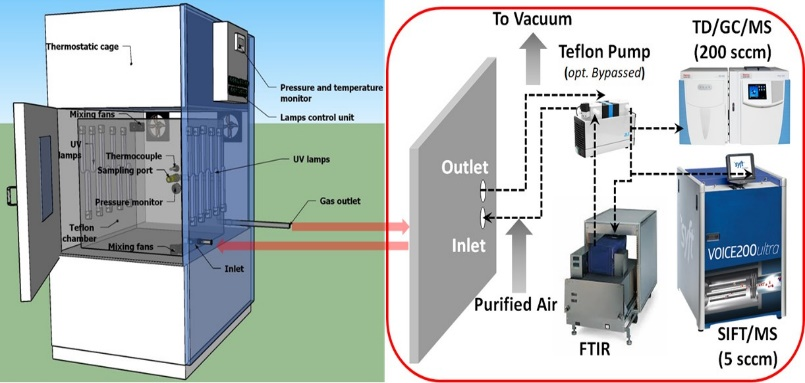 Thermostatic cage
Pressure and temperature
monitor
Mixing fans
Lamps control unit
UV
lamps
Thermocouple
Sampling port
UV lamps
Pressure monitor
Gas outlet
Teflon
chamber
Mixing fans
Inlet
To Vacuum
Teflon Pump
(opt. Bypassed)
TD/GC/MS
(200 sccm)
Outlet
Inlet
Purified Air
FTIR
syft
syft
VOICE200ultra
SIFT/MS
(5 sccm)